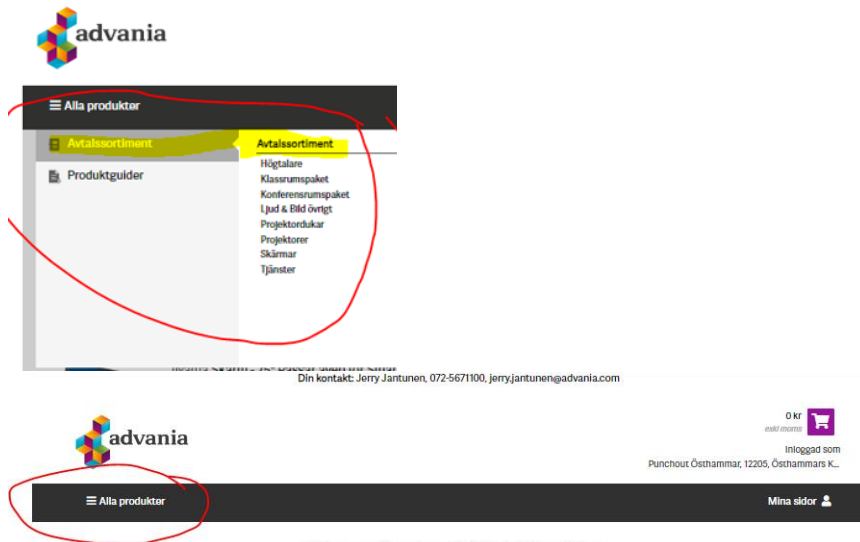 advania
Alla produkter
Avtalssortiment
Produktguider
Avtalssortiment
Högtalare
Klassrumspaket
Konferensrumspaket
Ljud & Bild övrigt
Projektordukar
Projektorer
Skärmar
Tjänster
Din kontakt: Jerry Jantunen, 072-5671100, jerry.jantunen@advania.com
advania
0 kr
exkl moms
Inloggad som
Punchout Östhammar, 12205, Östhammars K...
Alla produkter
Mina sidor